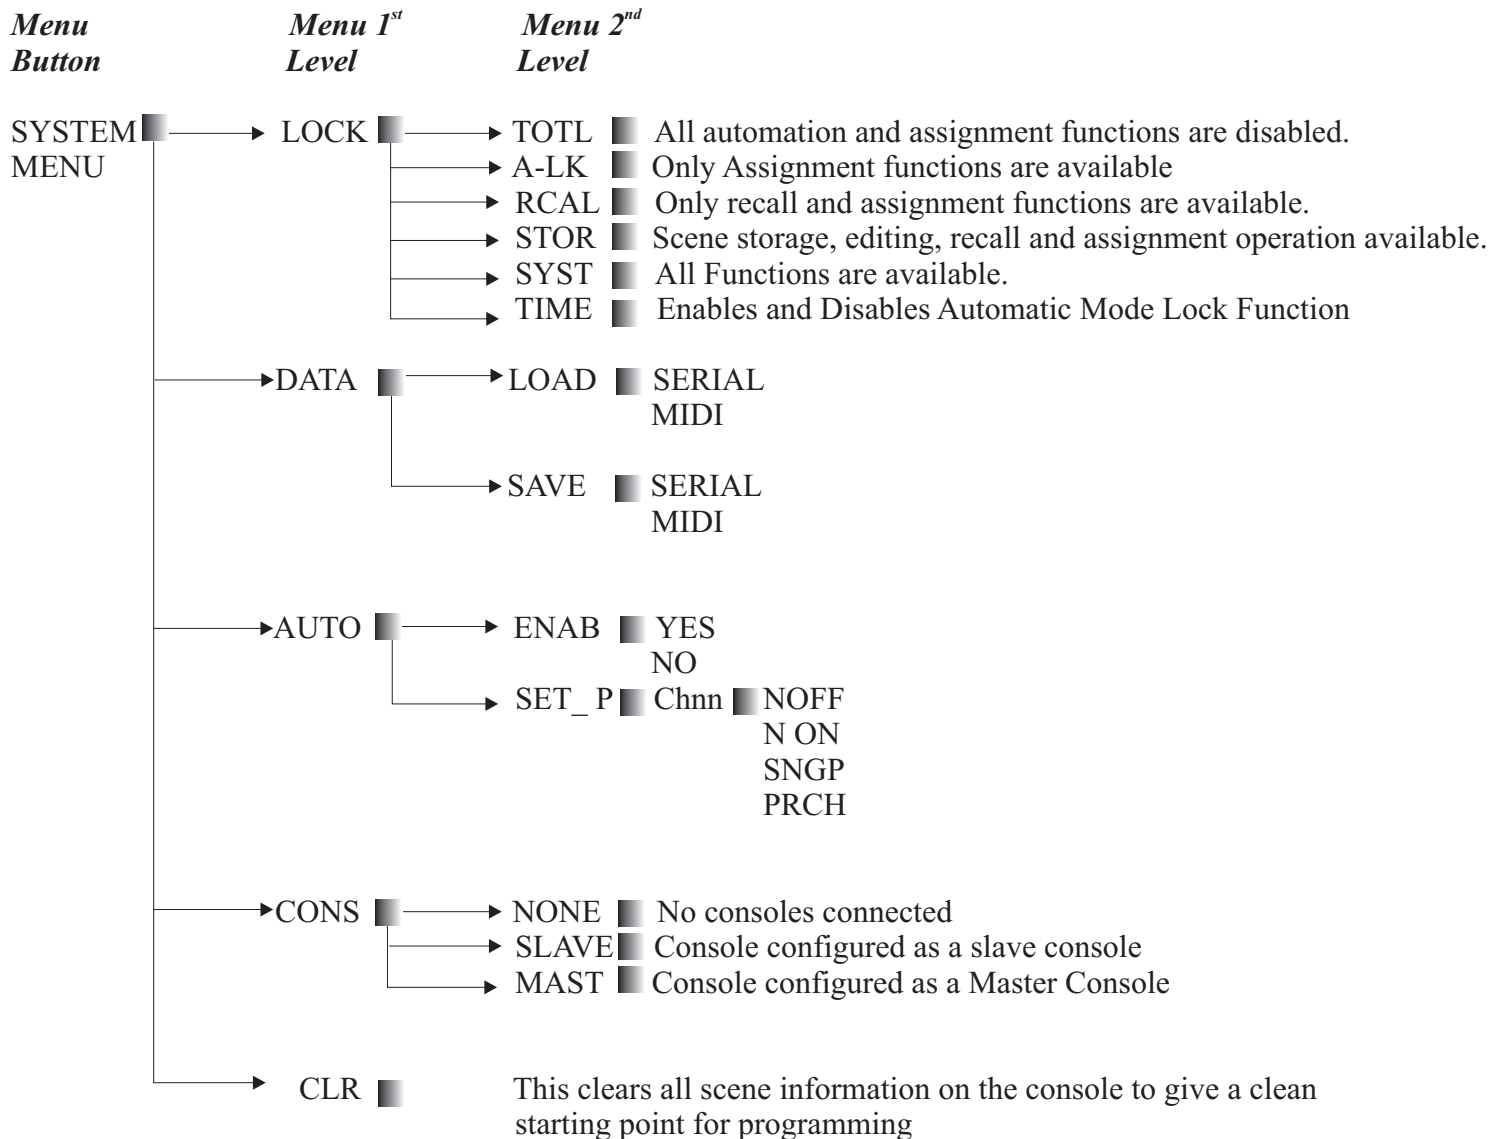 Menu Button
Menu 1st Level
Menu 2nd Level
SYSTEM MENU
LOCK
TOTL All automation and assignment functions are disabled.
A-LK Only Assignment functions are available
RCAL Only recall and assignment functions are available.
STOR Scene storage, editing, recall and assignment operation available.
SYST All Functions are available.
TIME Enables and Disables Automatic Mode Lock Function
DATA
LOAD SERIAL
MIDI
SAVE SERIAL
MIDI
AUTO
ENAB YES
NO
SET_ P Chnn NOFF
N ON
SNGP
PRCH
CONS
NONE No consoles connected
SLAVE Console configured as a slave console
MAST Console configured as a Master Console
CLR This clears all scene information on the console to give a clean
starting point for programming